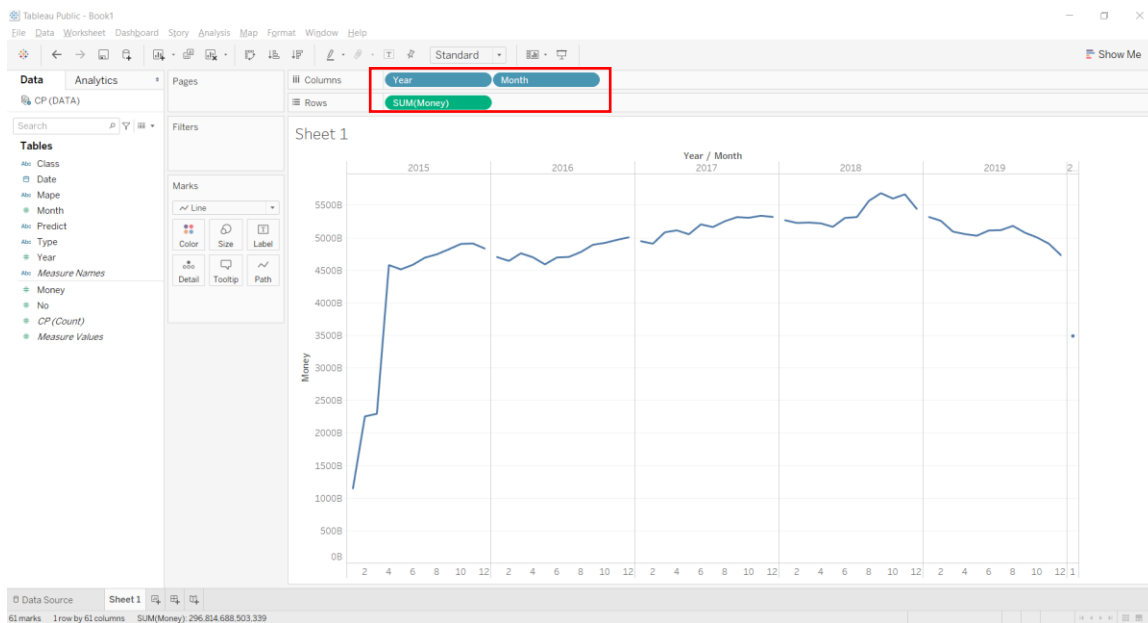 Tableau Public - Book1
File Data Worksheet Dashboard Story Analysis Map Format Window Help
Standard
Show Me
Data Analytics
Pages
Columns
Year Month
CP (DATA)
Rows
SUM(Money)
Search
Filters
Sheet 1
Tables
Year / Month
Abc Class
2015 2016 2017 2018 2019 2..
Date
Abc Mape
Marks
Month
Line
5500B
Abc Predict
Abc Type
5000B
Year
Color Size Label
Abc Measure Names
4500B
Detail Tooltip Path
Money
4000B
No
CP (Count)
3500B
Measure Values
Money
3000B
2500B
2000B
1500B
1000B
500B
0B
2 4 6 8 10 12 2 4 6 8 10 12 2 4 6 8 10 12 2 4 6 8 10 12 2 4 6 8 10 12 1
Data Source Sheet 1
61 marks 1 row by 61 columns SUM(Money): 296,814,688,503,339